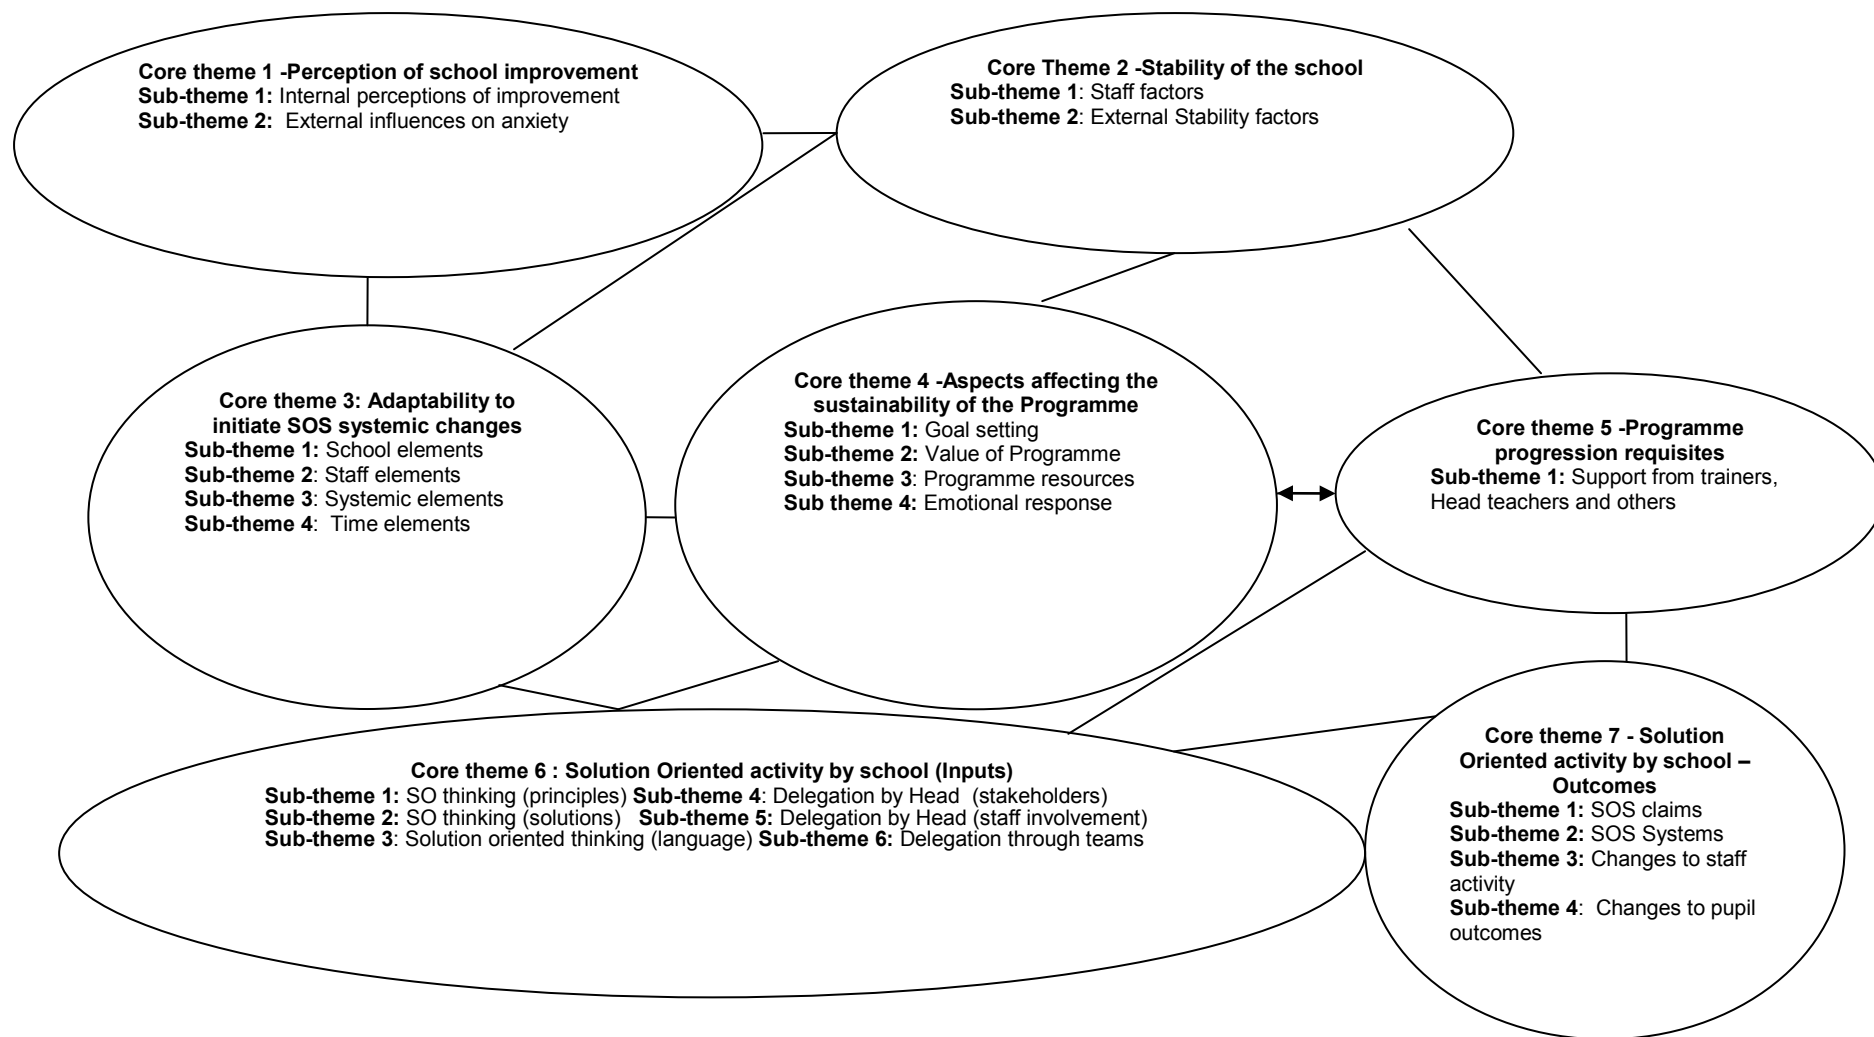 Core theme 1 -Perception of school improvement
Sub-theme 1: Internal perceptions of improvement
Sub-theme 2: External influences on anxiety
Core Theme 2 -Stability of the school
Sub-theme 1: Staff factors
Sub-theme 2: External Stability factors
Core theme 3: Adaptability to
initiate SOS systemic changes
Sub-theme 1: School elements
Sub-theme 2: Staff elements
Sub-theme 3: Systemic elements
Sub-theme 4: Time elements
Core theme 4 -Aspects affecting the
sustainability of the Programme
Sub-theme 1: Goal setting
Sub-theme 2: Value of Programme
Sub-theme 3: Programme resources
Sub theme 4: Emotional response
Core theme 5 -Programme
progression requisites
Sub-theme 1: Support from trainers,
Head teachers and others
Core theme 6 : Solution Oriented activity by school (Inputs)
Sub-theme 1: SO thinking (principles) Sub-theme 4: Delegation by Head (stakeholders)
Sub-theme 2: SO thinking (solutions) Sub-theme 5: Delegation by Head (staff involvement)
Sub-theme 3: Solution oriented thinking (language) Sub-theme 6: Delegation through teams
Core theme 7 - Solution
Oriented activity by school –
Outcomes
Sub-theme 1: SOS claims
Sub-theme 2: SOS Systems
Sub-theme 3: Changes to staff
activity
Sub-theme 4: Changes to pupil
outcomes